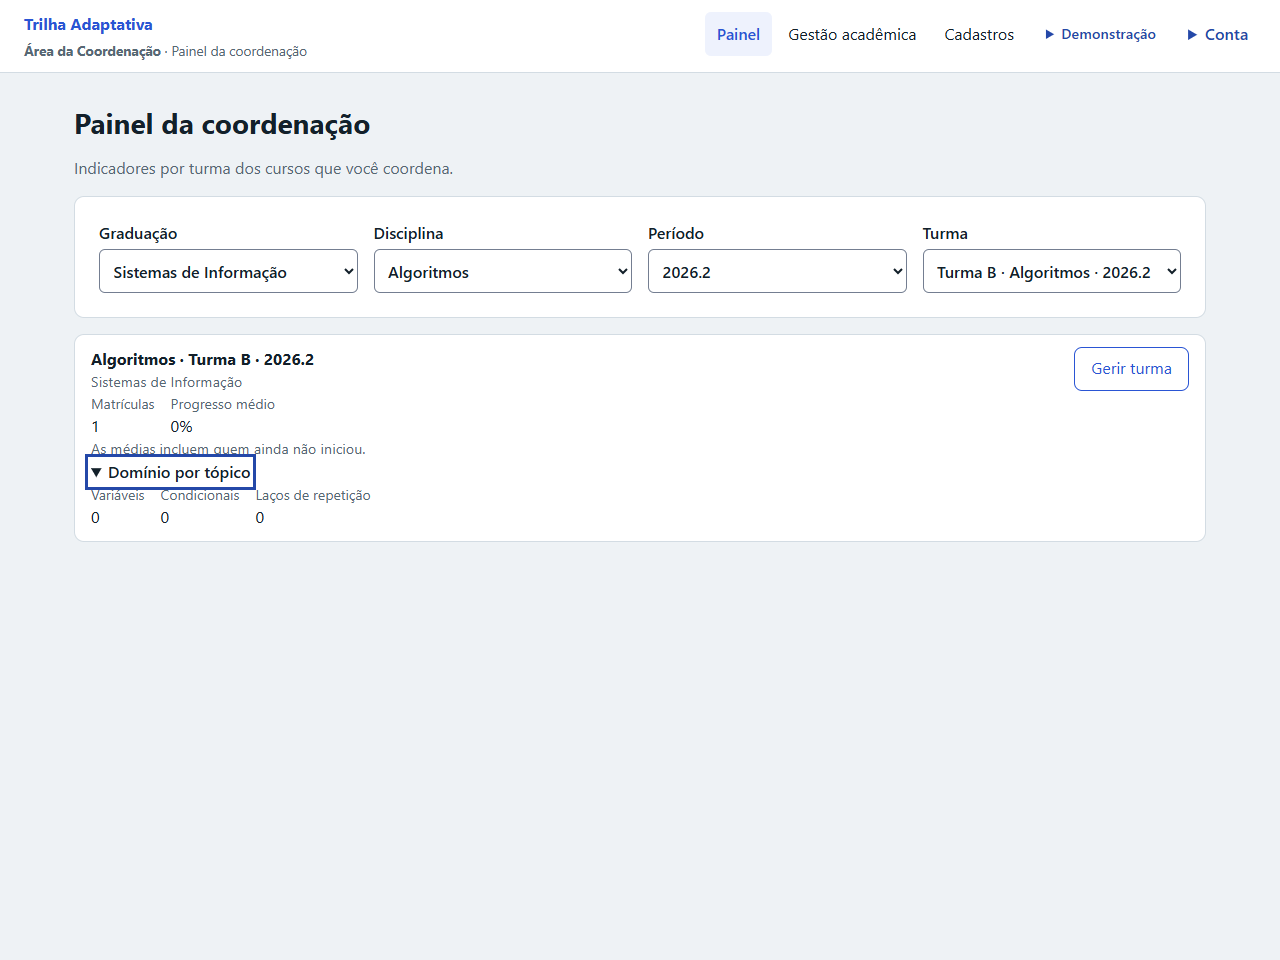 Trilha Adaptativa
Área da Coordenação · Painel da coordenação
Painel
Gestão acadêmica
Cadastros
Demonstração
Conta
Painel da coordenação
Indicadores por turma dos cursos que você coordena.
Graduação
Disciplina
Período
Turma
Sistemas de Informação
Algoritmos
2026.2
Turma B · Algoritmos · 2026.2
Algoritmos · Turma B · 2026.2
Gerir turma
Sistemas de Informação
Matrículas Progresso médio
1 0%
As médias incluem quem ainda não iniciou.
Domínio por tópico
Variáveis Condicionais Laços de repetição
0 0 0